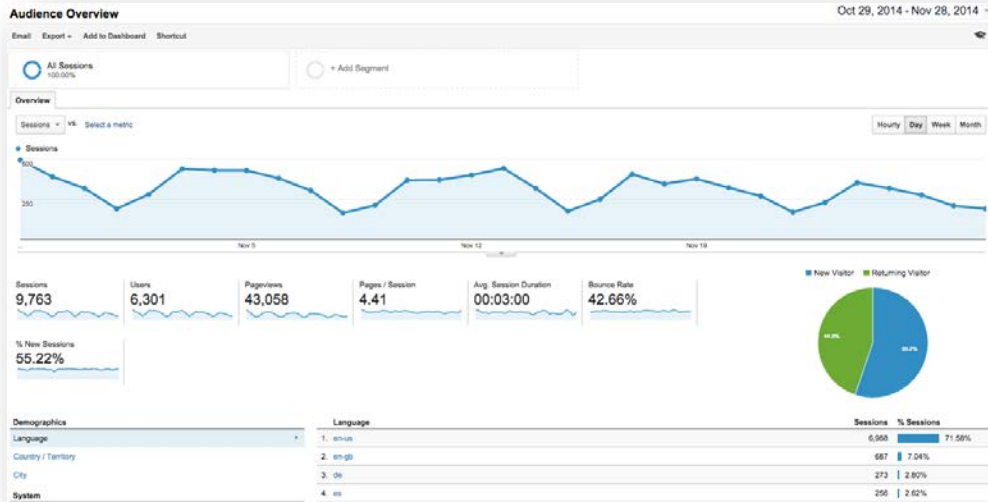 Audience Overview
Oct 29, 2014 - Nov 28, 2014
Email Export Add to Dashboard Shortcut
All Sessions
100.00%
+ Add Segment
Overview
Sessions vs. Select a metric
Hourly Day Week Month
Sessions
500
250
Nov 5
Nov 12
Nov 19
New Visitor Returning Visitor
Sessions
9,763
Users
6,301
Pageviews
43,058
Pages / Session
4.41
Avg. Session Duration
00:03:00
Bounce Rate
42.66%
% New Sessions
55.22%
44.8%
55.2%
Demographics
Language
Country / Territory
City
System
Language Sessions % Sessions
1. en-us 6,988 71.58%
2. en-gb 687 7.04%
3. de 273 2.80%
4. es 256 2.62%